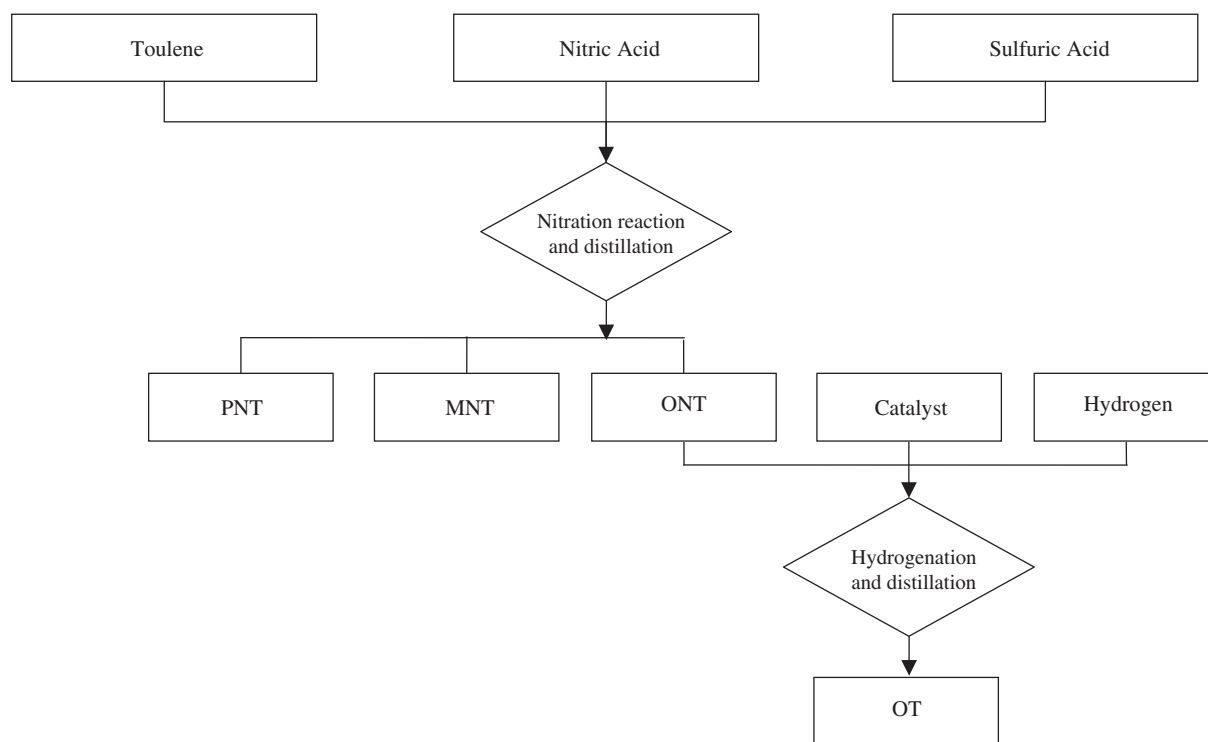 Toulene
Nitric Acid
Sulfuric Acid
Nitration reaction
and distillation
PNT
MNT
ONT
Catalyst
Hydrogen
Hydrogenation
and distillation
OT